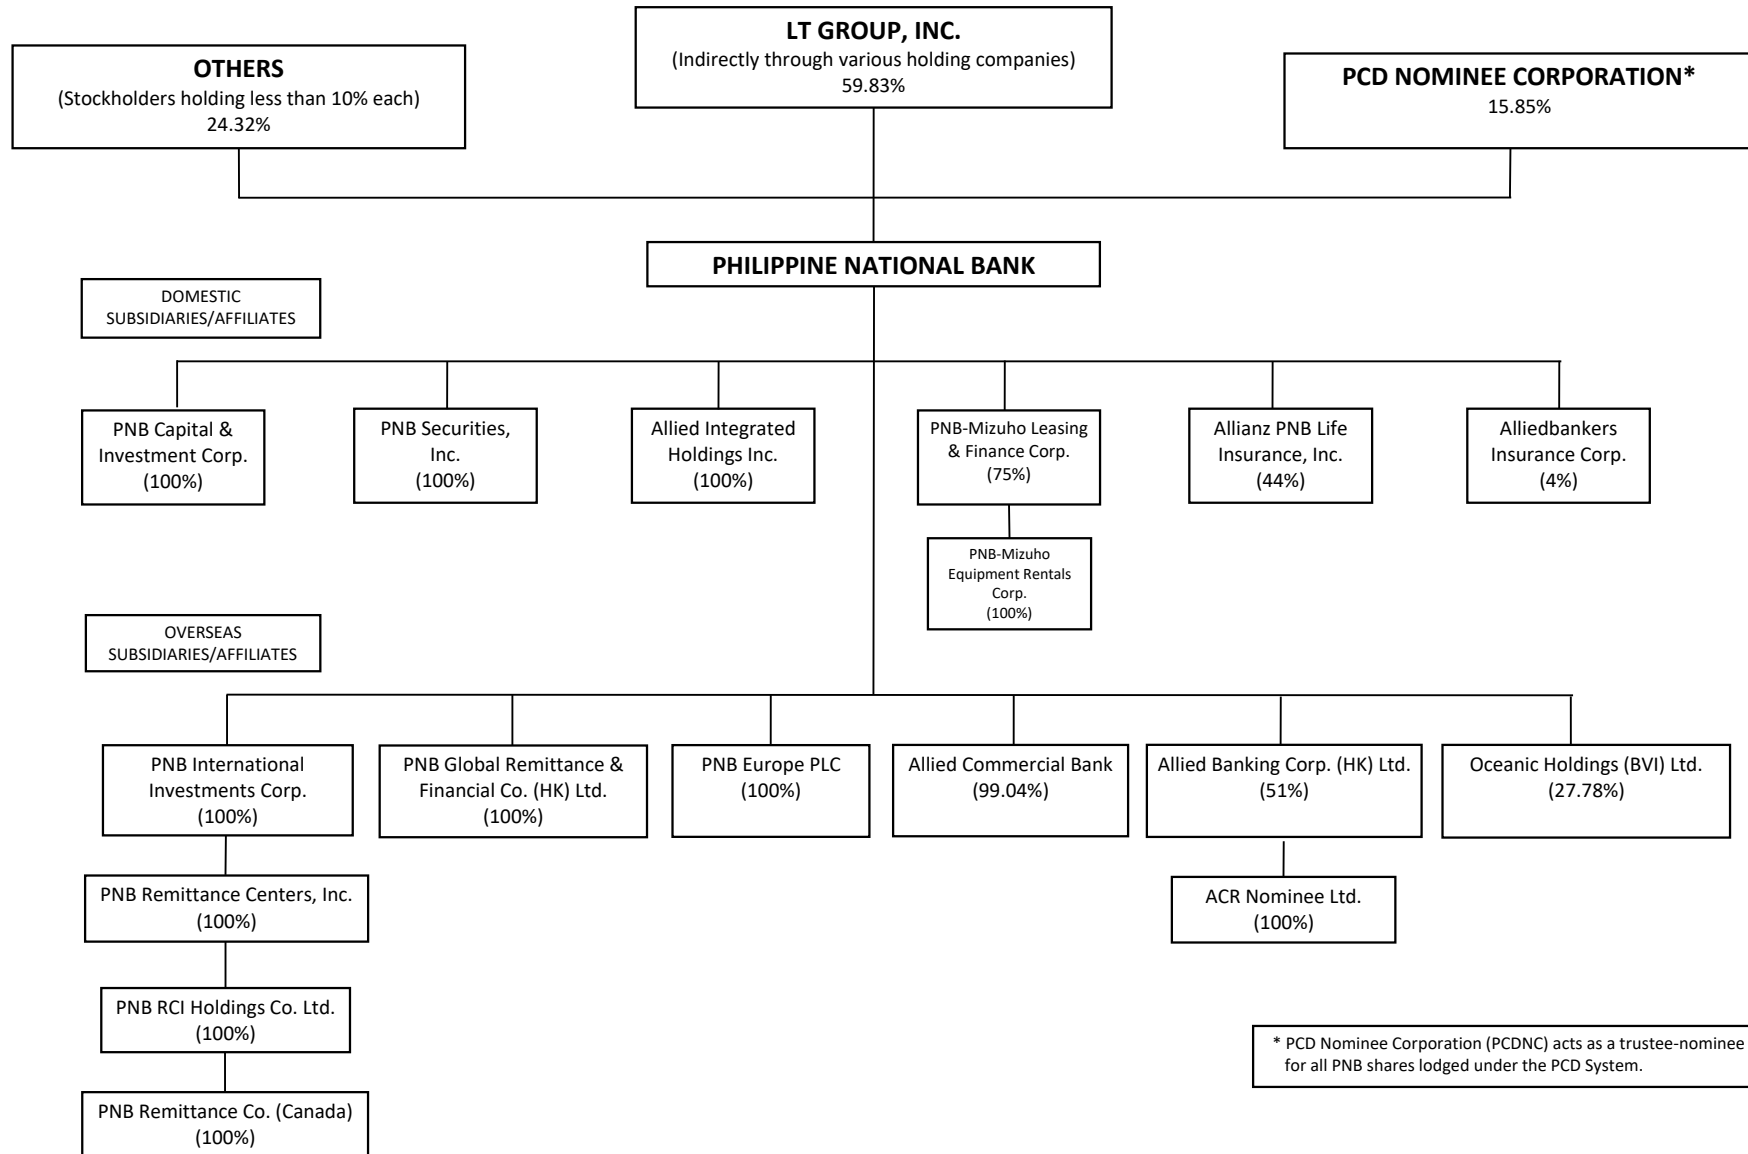 LT GROUP, INC.
(Indirectly through various holding companies)
59.83%
OTHERS
(Stockholders holding less than 10% each)
24.32%
PCD NOMINEE CORPORATION*
15.85%
PHILIPPINE NATIONAL BANK
DOMESTIC
SUBSIDIARIES/AFFILIATES
PNB Capital &
Investment Corp.
(100%)
PNB Securities,
Inc.
(100%)
Allied Integrated
Holdings Inc.
(100%)
PNB-Mizuho Leasing
& Finance Corp.
(75%)
Allianz PNB Life
Insurance, Inc.
(44%)
Alliedbankers
Insurance Corp.
(4%)
PNB-Mizuho
Equipment Rentals
Corp.
(100%)
OVERSEAS
SUBSIDIARIES/AFFILIATES
PNB International
Investments Corp.
(100%)
PNB Global Remittance &
Financial Co. (HK) Ltd.
(100%)
PNB Europe PLC
(100%)
Allied Commercial Bank
(99.04%)
Allied Banking Corp. (HK) Ltd.
(51%)
Oceanic Holdings (BVI) Ltd.
(27.78%)
PNB Remittance Centers, Inc.
(100%)
ACR Nominee Ltd.
(100%)
PNB RCI Holdings Co. Ltd.
(100%)
PNB Remittance Co. (Canada)
(100%)
* PCD Nominee Corporation (PCDNC) acts as a trustee-nominee
for all PNB shares lodged under the PCD System.